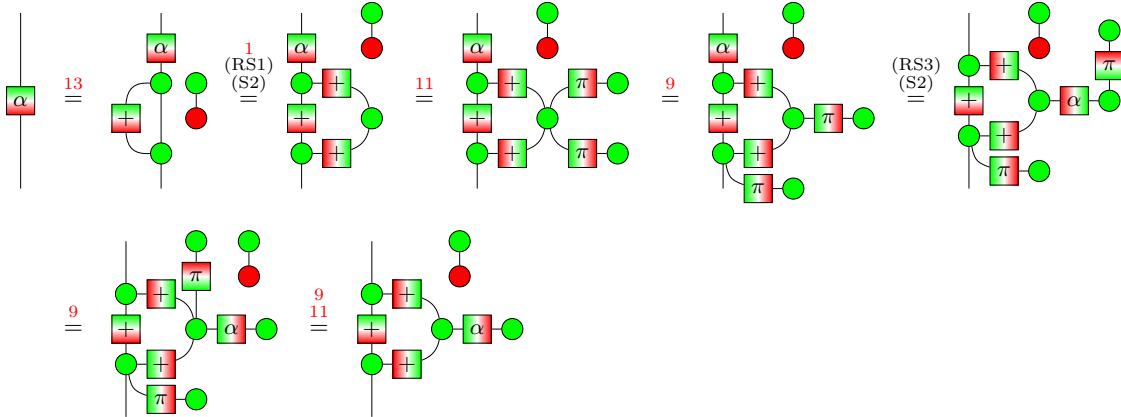 α = 13 α + = 1 (RS1) (S2) α + + + = 11 α + + + π π = 9 α + + + π π = (RS3) (S2) + + + π α π
= 9 + + + π π α = 9 11 + + + α